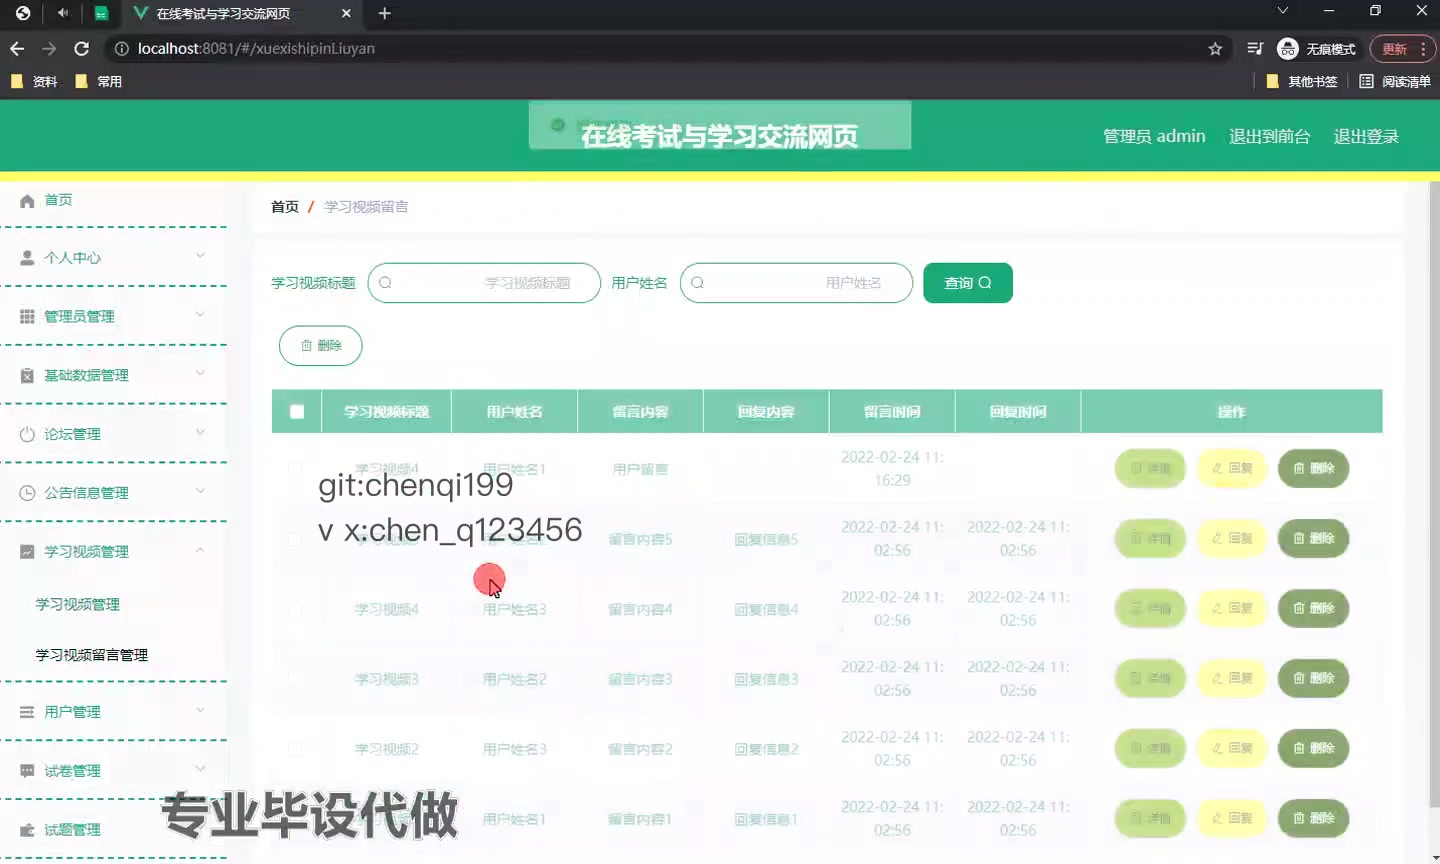 在线考试与学习交流网页
localhost:8081/#/xuexishipinLiuyan
无痕模式
更新
资料
常用
其他书签
阅读清单
在线考试与学习交流网页
管理员 admin
退出到前台
退出登录
首页
个人中心
管理员管理
基础数据管理
论坛管理
公告信息管理
学习视频管理
学习视频管理
学习视频留言管理
用户管理
试卷管理
试题管理
首页 / 学习视频留言
学习视频标题 学习视频标题 用户姓名 用户姓名 查询
删除
学习视频标题 用户姓名 留言内容 回复内容 留言时间 回复时间 操作
学习视频4 用户姓名1 用户留言 2022-02-24 11:16:29 详情 回复 删除
留言内容5 回复信息5 2022-02-24 11:02:56 2022-02-24 11:02:56 详情 回复 删除
学习视频4 用户姓名3 留言内容4 回复信息4 2022-02-24 11:02:56 2022-02-24 11:02:56 详情 回复 删除
学习视频3 用户姓名2 留言内容3 回复信息3 2022-02-24 11:02:56 2022-02-24 11:02:56 详情 回复 删除
学习视频2 用户姓名3 留言内容2 回复信息2 2022-02-24 11:02:56 2022-02-24 11:02:56 详情 回复 删除
用户姓名1 留言内容1 回复信息1 2022-02-24 11:02:56 2022-02-24 11:02:56 详情 回复 删除
git:chenqi199
v x:chen_q123456
专业毕设代做